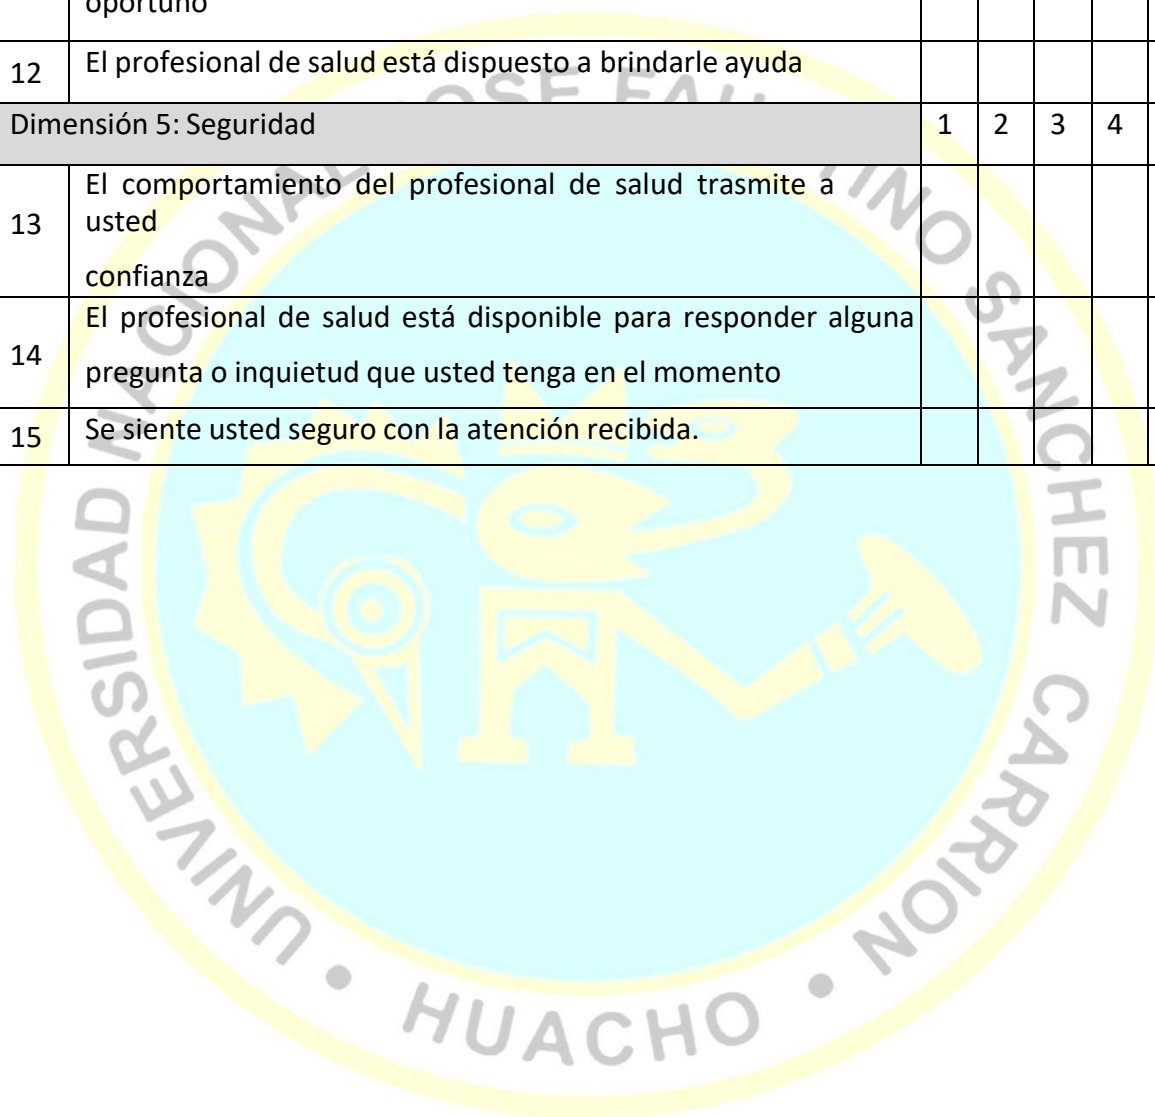 oportuno
12 El profesional de salud está dispuesto a brindarle ayuda
Dimensión 5: Seguridad 1 2 3 4
13 El comportamiento del profesional de salud trasmite a
usted
confianza
14 El profesional de salud está disponible para responder alguna
pregunta o inquietud que usted tenga en el momento
15 Se siente usted seguro con la atención recibida.
UNIVERSIDAD NACIONAL JOSE FAUSTINO SANCHEZ CARRION • HUACHO •